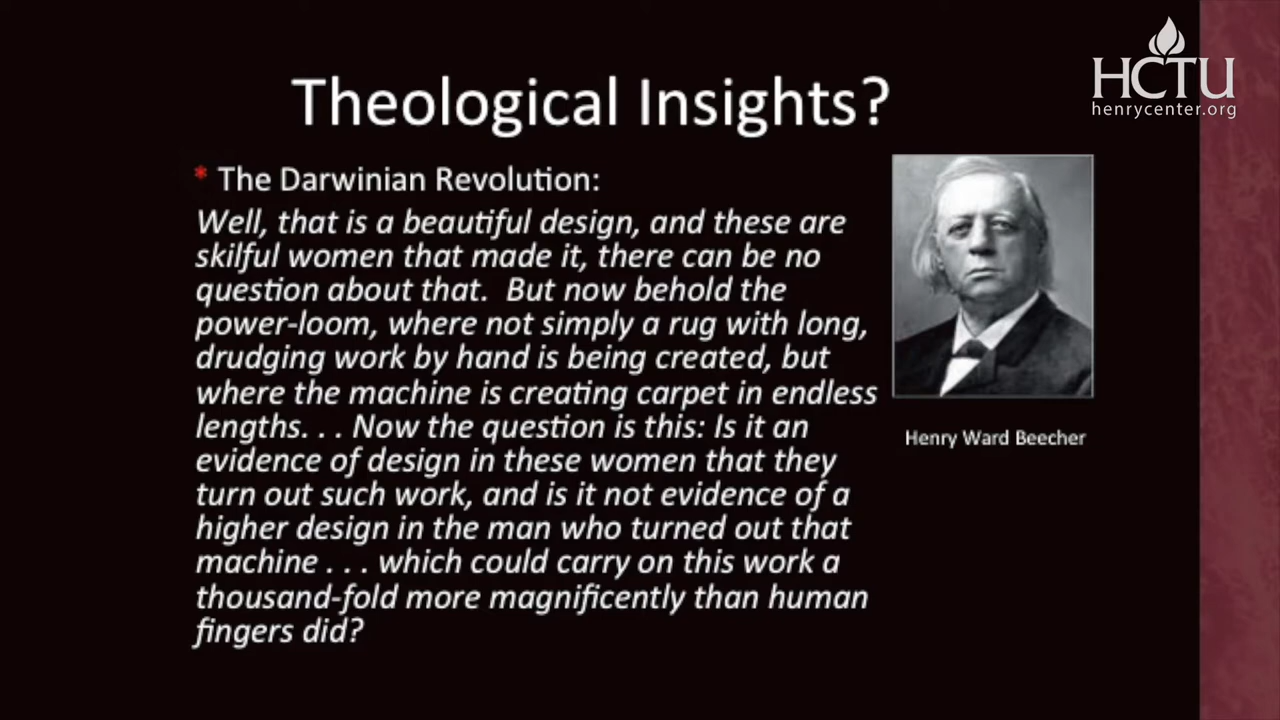 HCTU
henrycenter.org
Theological Insights?
* The Darwinian Revolution:
Well, that is a beautiful design, and these are
skilful women that made it, there can be no
question about that.  But now behold the
power-loom, where not simply a rug with long,
drudging work by hand is being created, but
where the machine is creating carpet in endless
lengths. . . Now the question is this: Is it an
evidence of design in these women that they
turn out such work, and is it not evidence of a
higher design in the man who turned out that
machine . . . which could carry on this work a
thousand-fold more magnificently than human
fingers did?
Henry Ward Beecher